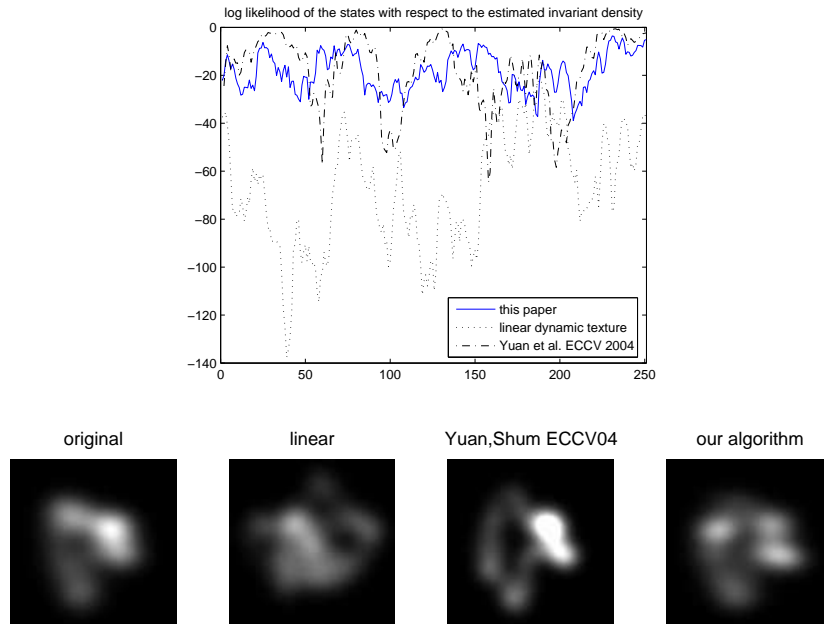 log likelihood of the states with respect to the estimated invariant density
0
−20
−40
−60
−80
−100
−120
−140
0 50 100 150 200 250
this paper
linear dynamic texture
Yuan et al. ECCV 2004
original linear Yuan,Shum ECCV04 our algorithm